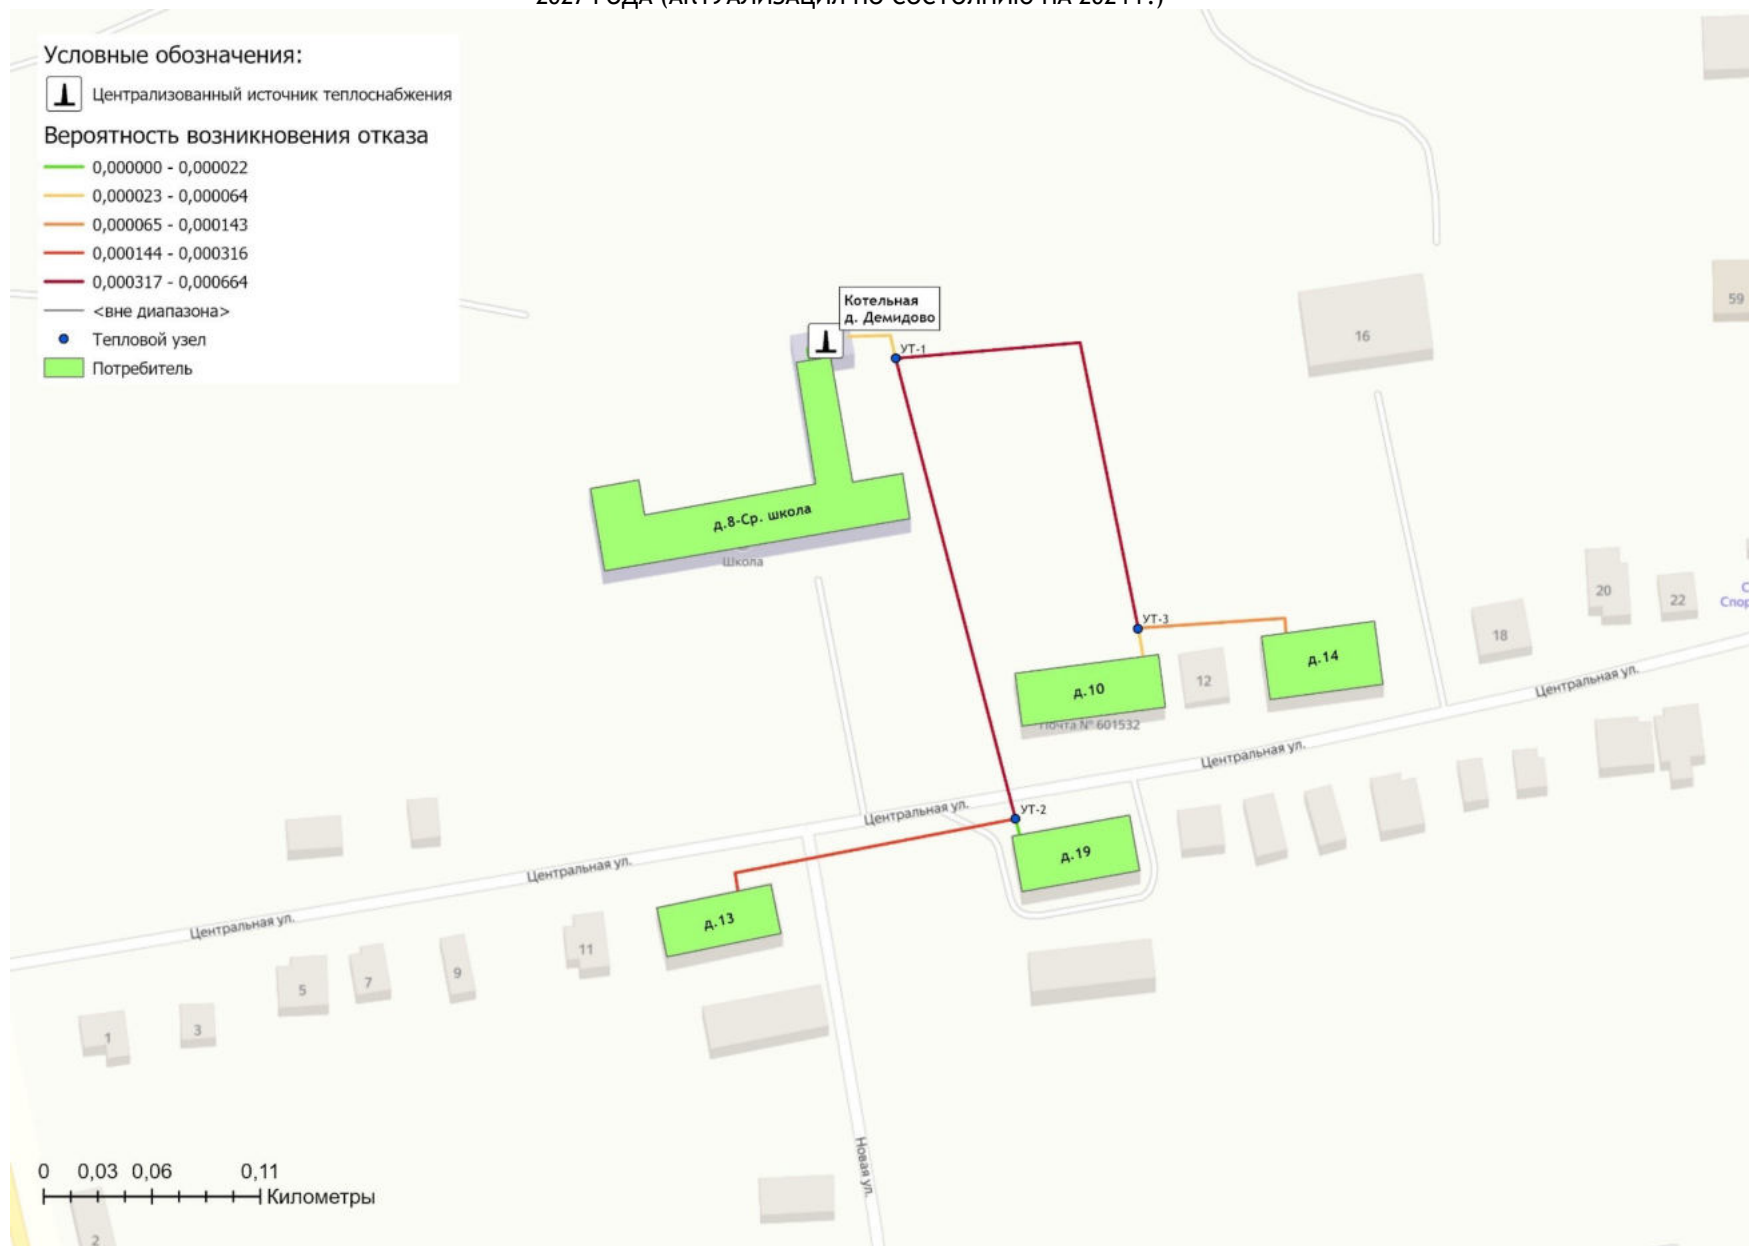 Условные обозначения:
Централизованный источник теплоснабжения
Вероятность возникновения отказа
0,000000 - 0,000022
0,000023 - 0,000064
0,000065 - 0,000143
0,000144 - 0,000316
0,000317 - 0,000664
<вне диапазона>
Тепловой узел
Потребитель
Котельная
д. Демидово
УТ-1
16
59
д.8-Ср. школа
Школа
УТ-3
20
22
18
д.14
12
д.10
Почта № 601532
Центральная ул.
Центральная ул.
УТ-2
Центральная ул.
д.19
Центральная ул.
д.13
Центральная ул.
11
9
7
5
3
1
Новая ул.
0 0,03 0,06 0,11
Километры
2